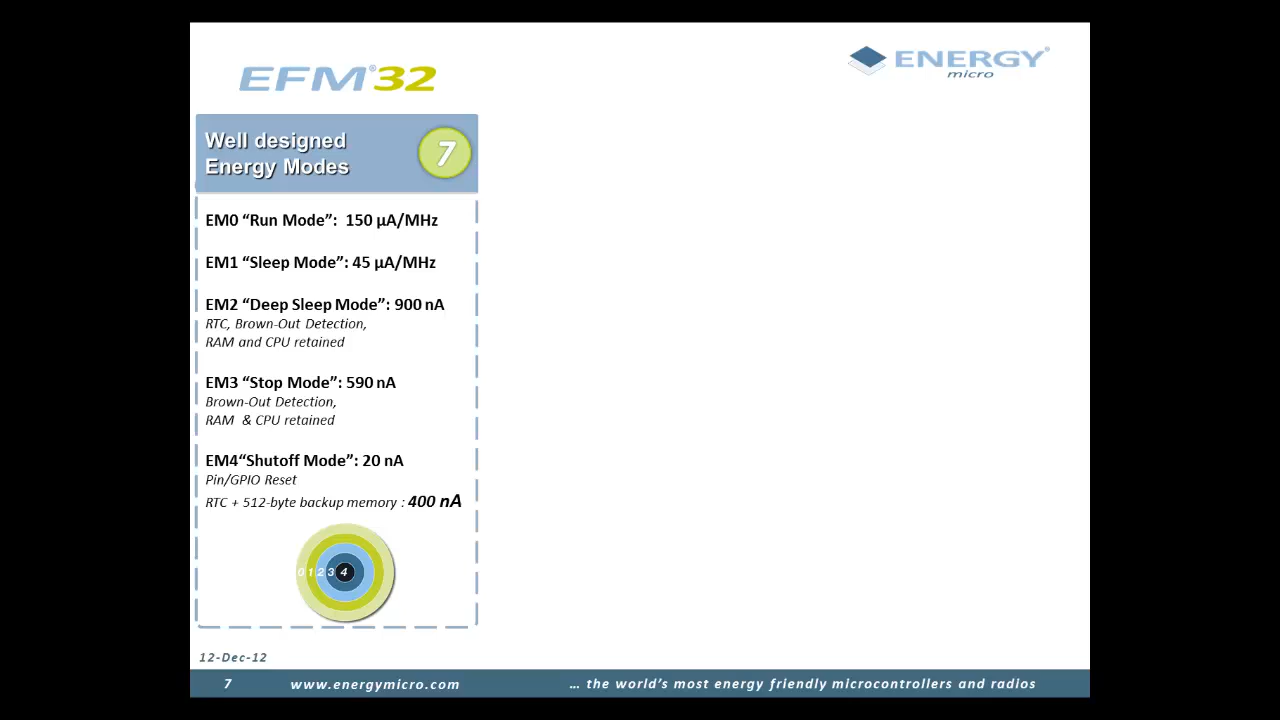 EFM®32
ENERGY®
micro
Well designed
Energy Modes
7
EM0 “Run Mode”:  150 µA/MHz
EM1 “Sleep Mode”: 45 µA/MHz
EM2 “Deep Sleep Mode”: 900 nA
RTC, Brown-Out Detection,
RAM and CPU retained
EM3 “Stop Mode”: 590 nA
Brown-Out Detection,
RAM  & CPU retained
EM4“Shutoff Mode”: 20 nA
Pin/GPIO Reset
RTC + 512-byte backup memory : 400 nA
0 1 2 3 4
12-Dec-12
7
www.energymicro.com
... the world’s most energy friendly microcontrollers and radios